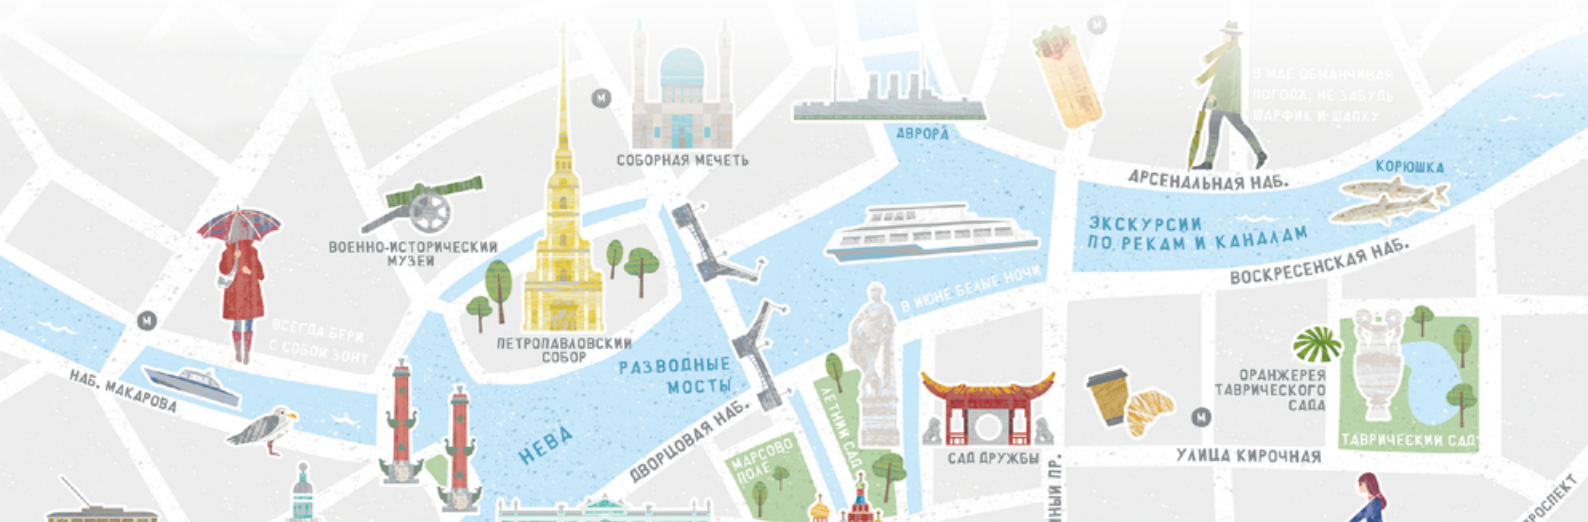 М
В МАЕ ОБМАНЧИВАЯ
ПОГОДА, НЕ ЗАБУДЬ
ШАРФИК И ШАПКУ
М
АВРОРА
СОБОРНАЯ МЕЧЕТЬ
КОРЮШКА
АРСЕНАЛЬНАЯ НАБ.
ЭКСКУРСИИ
ПО РЕКАМ И КАНАЛАМ
ВОЕННО-ИСТОРИЧЕСКИЙ
МУЗЕЙ
ВОСКРЕСЕНСКАЯ НАБ.
В ИЮНЕ БЕЛЫЕ НОЧИ
М
ВСЕГДА БЕРИ
С СОБОЙ ЗОНТ
ПЕТРОПАВЛОВСКИЙ
СОБОР
РАЗВОДНЫЕ
МОСТЫ
НАБ. МАКАРОВА
ОРАНЖЕРЕЯ
ТАВРИЧЕСКОГО
САДА
М
НЕВА
ДВОРЦОВАЯ НАБ.
МАРСОВО
ПОЛЕ
ЛЕТНИЙ САД
САД ДРУЖБЫ
УЛИЦА КИРОЧНАЯ
ТАВРИЧЕСКИЙ САД
ПР.